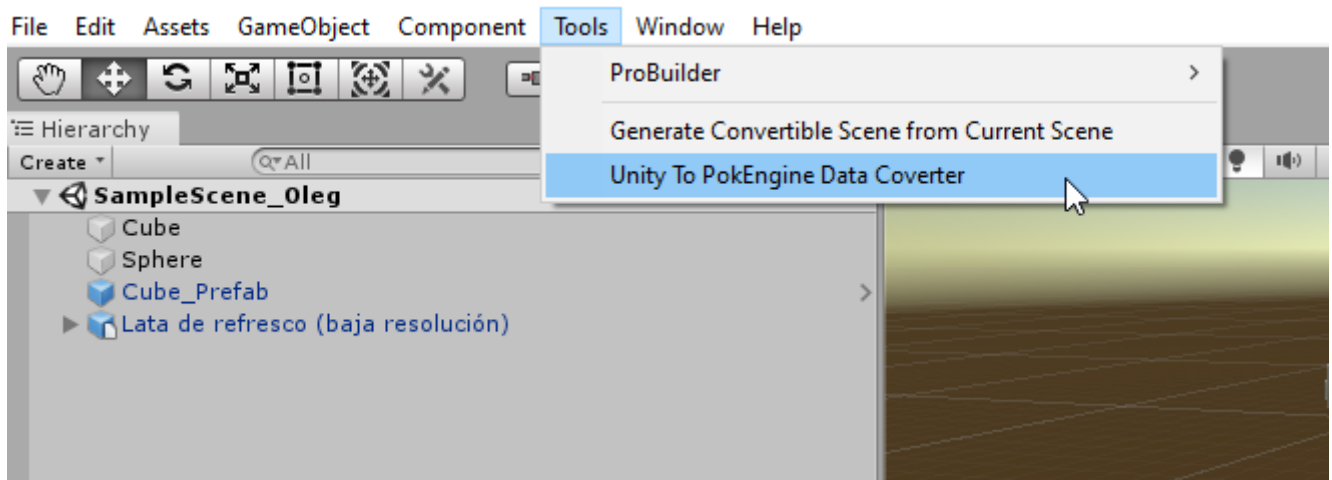 File Edit Assets GameObject Component Tools Window Help
ProBuilder
Generate Convertible Scene from Current Scene
Unity To PokEngine Data Coverter
Hierarchy
Create
All
SampleScene_Oleg
Cube
Sphere
Cube_Prefab
Lata de refresco (baja resolución)